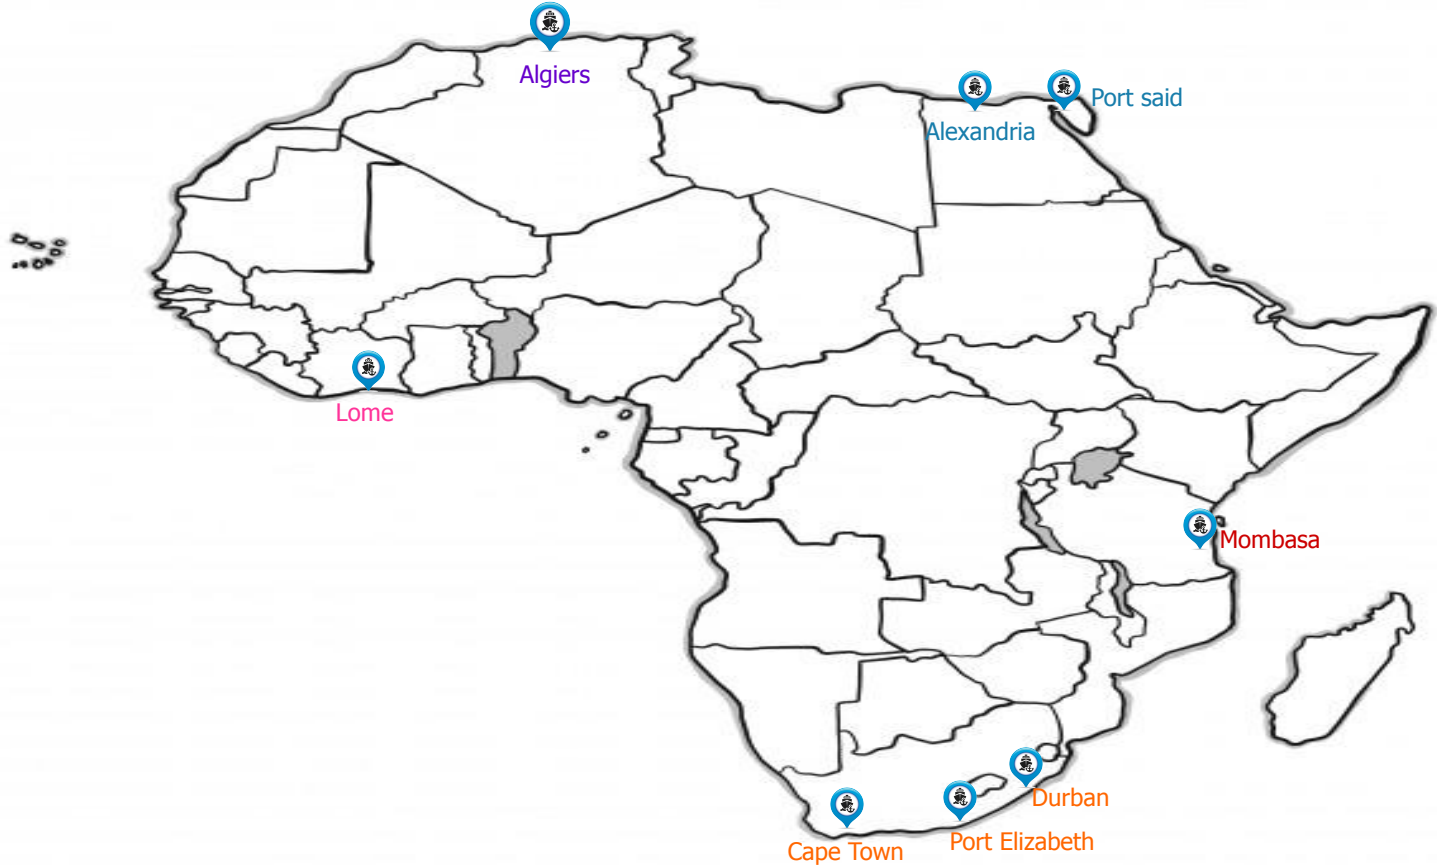 Algiers
Port said
Alexandria
Lome
Mombasa
Durban
Port Elizabeth
Cape Town